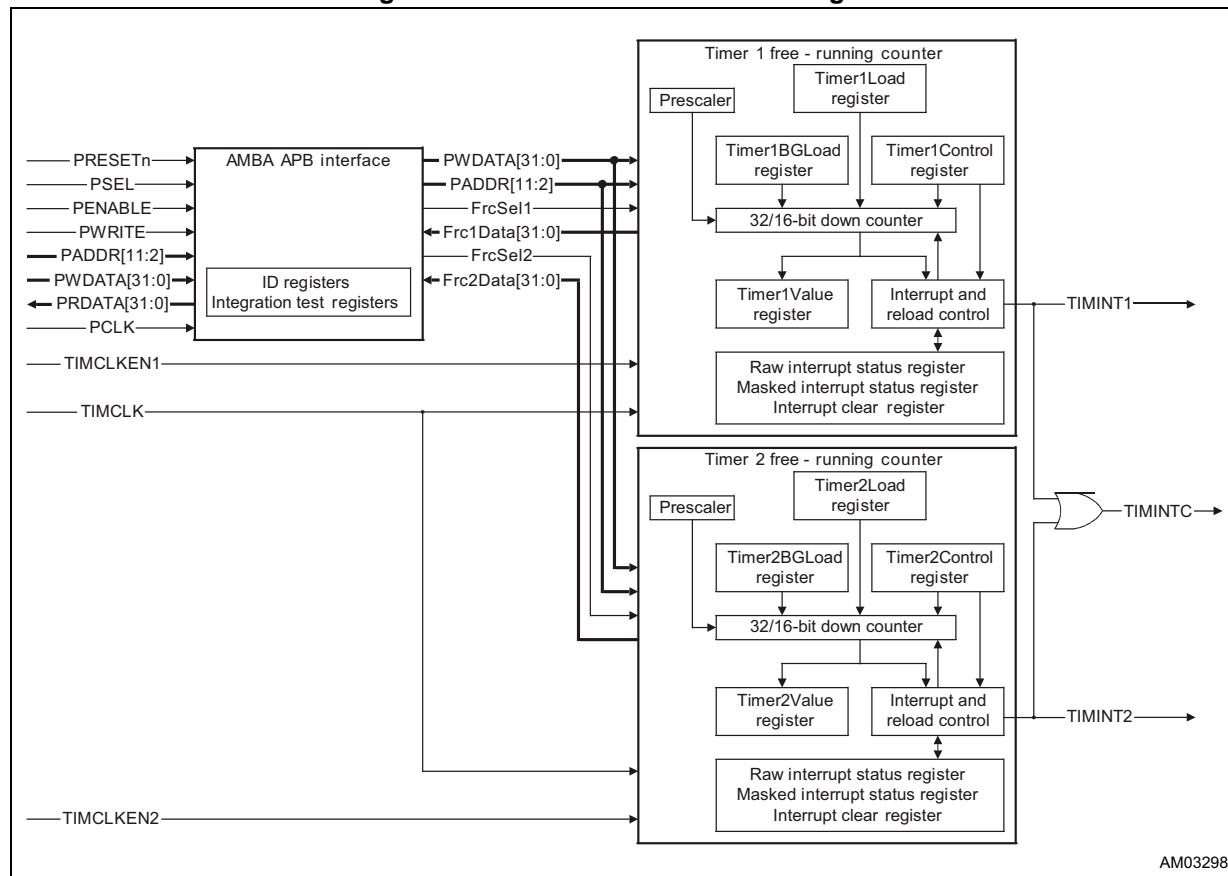 Timer 1 free - running counter
Timer1Load
register
Prescaler
Timer1BGLoad
register
Timer1Control
register
32/16-bit down counter
Timer1Value
register
Interrupt and
reload control
Raw interrupt status register
Masked interrupt status register
Interrupt clear register
PRESETn
PSEL
PENABLE
PWRITE
PADDR[11:2]
PWDATA[31:0]
PRDATA[31:0]
PCLK
AMBA APB interface
ID registers
Integration test registers
PWDATA[31:0]
PADDR[11:2]
FrcSel1
Frc1Data[31:0]
FrcSel2
Frc2Data[31:0]
TIMCLKEN1
TIMCLK
TIMINT1
Timer 2 free - running counter
Timer2Load
register
Prescaler
Timer2BGLoad
register
Timer2Control
register
32/16-bit down counter
Timer2Value
register
Interrupt and
reload control
Raw interrupt status register
Masked interrupt status register
Interrupt clear register
TIMINTC
TIMINT2
TIMCLKEN2
AM03298